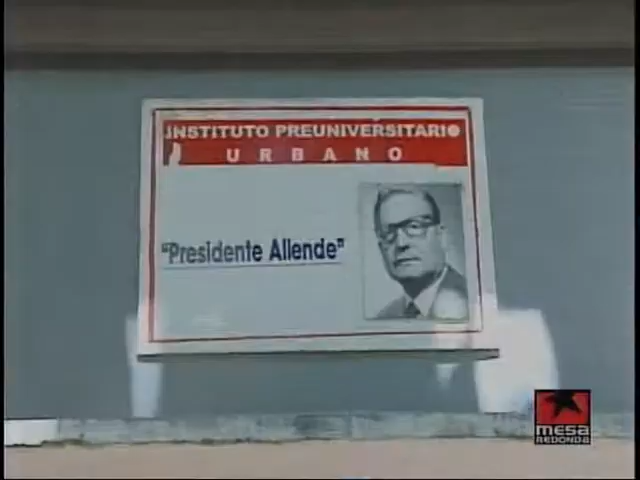 INSTITUTO PREUNIVERSITARIO
URBANO
"Presidente Allende"
mesa
REDONDA